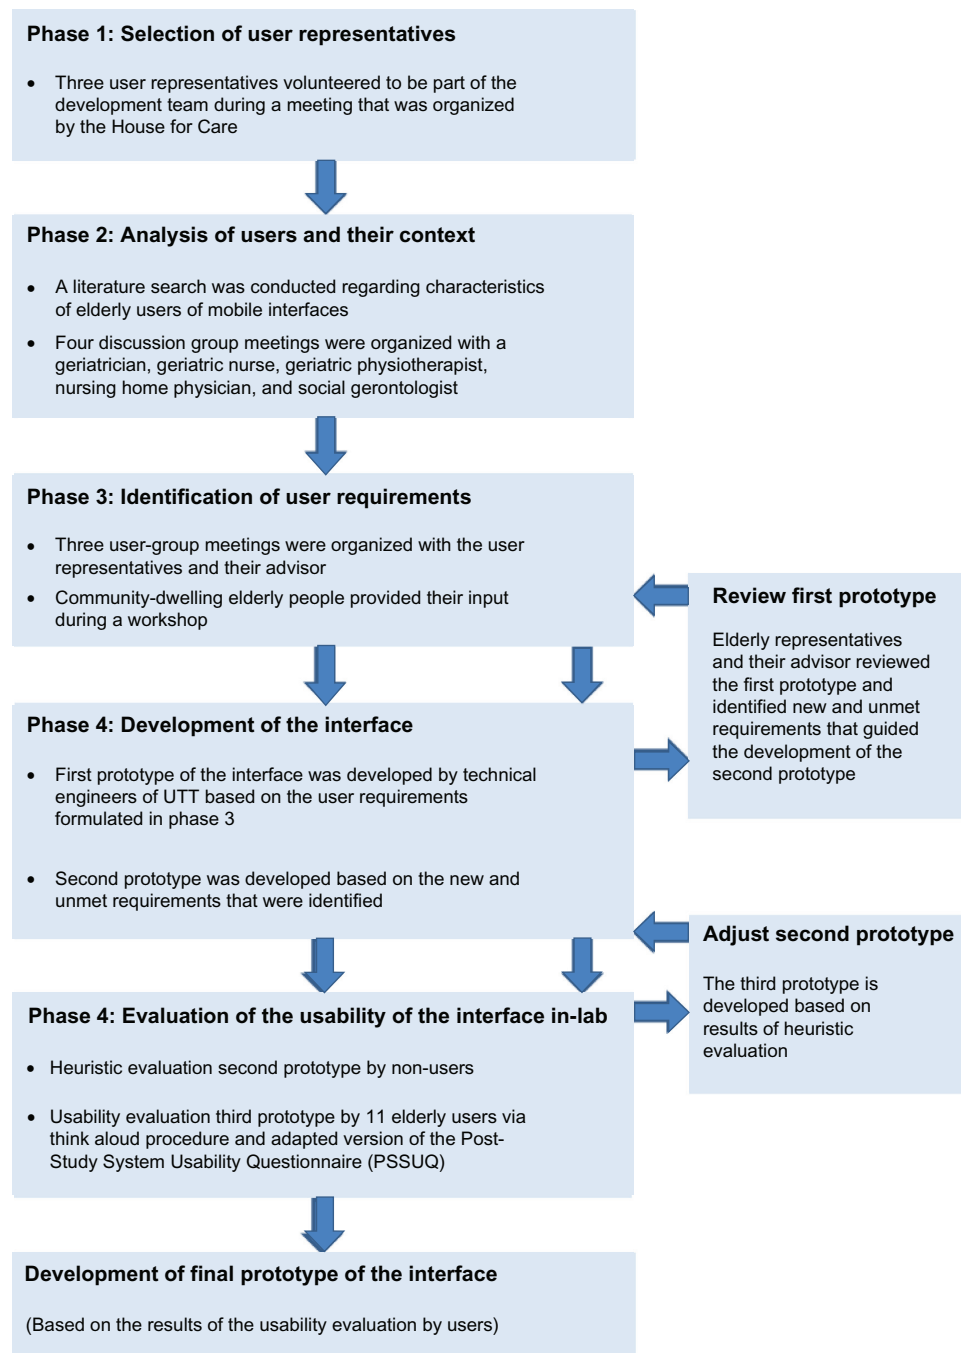 Phase 1: Selection of user representatives
• Three user representatives volunteered to be part of the
development team during a meeting that was organized
by the House for Care
Phase 2: Analysis of users and their context
• A literature search was conducted regarding characteristics
of elderly users of mobile interfaces
• Four discussion group meetings were organized with a
geriatrician, geriatric nurse, geriatric physiotherapist,
nursing home physician, and social gerontologist
Phase 3: Identification of user requirements
• Three user-group meetings were organized with the user
representatives and their advisor
• Community-dwelling elderly people provided their input
during a workshop
Review first prototype
Elderly representatives
and their advisor reviewed
the first prototype and
identified new and unmet
requirements that guided
the development of the
second prototype
Phase 4: Development of the interface
• First prototype of the interface was developed by technical
engineers of UTT based on the user requirements
formulated in phase 3
• Second prototype was developed based on the new and
unmet requirements that were identified
Adjust second prototype
The third prototype is
developed based on
results of heuristic
evaluation
Phase 4: Evaluation of the usability of the interface in-lab
• Heuristic evaluation second prototype by non-users
• Usability evaluation third prototype by 11 elderly users via
think aloud procedure and adapted version of the Post-
Study System Usability Questionnaire (PSSUQ)
Development of final prototype of the interface
(Based on the results of the usability evaluation by users)